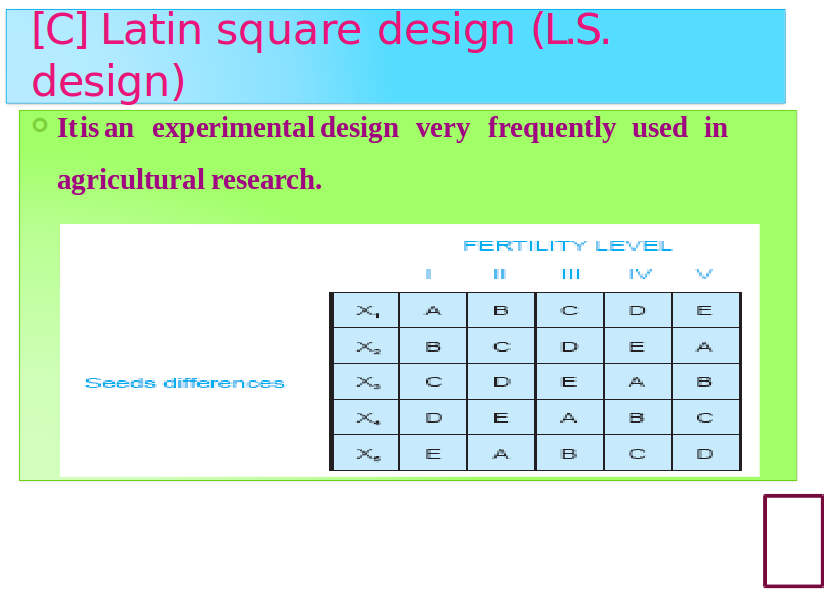 [C] Latin square design (L.S.
design)
It is an experimental design very frequently used in
agricultural research.
FERTILITY LEVEL
I II III IV V
X₁ A B C D E
X₂ B C D E A
Seeds differences X₃ C D E A B
X₄ D E A B C
X₅ E A B C D